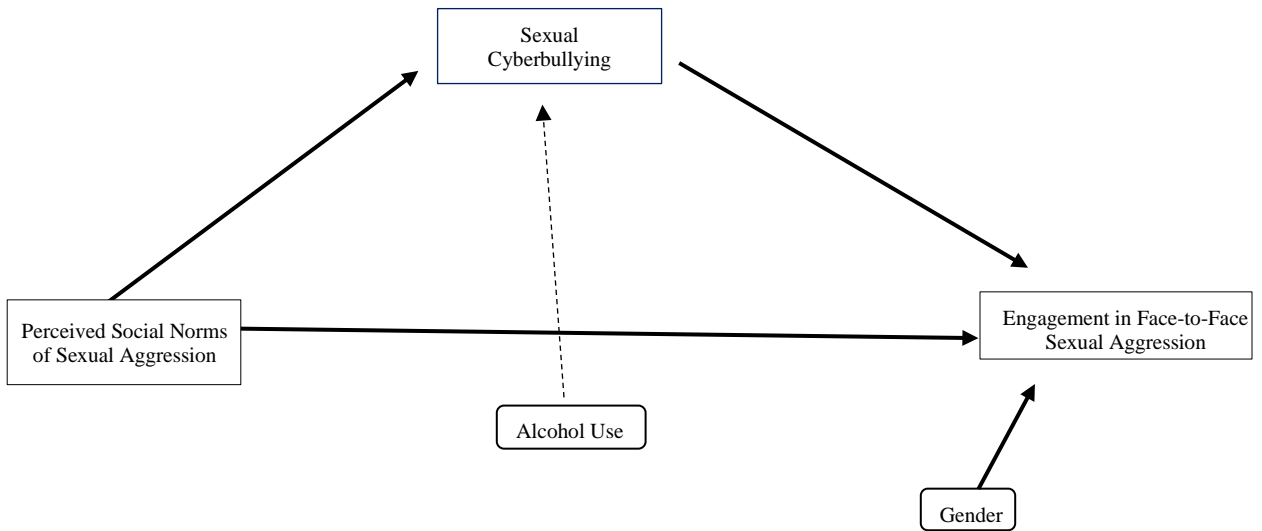 Sexual
Cyberbullying
Perceived Social Norms
of Sexual Aggression
Engagement in Face-to-Face
Sexual Aggression
Alcohol Use
Gender